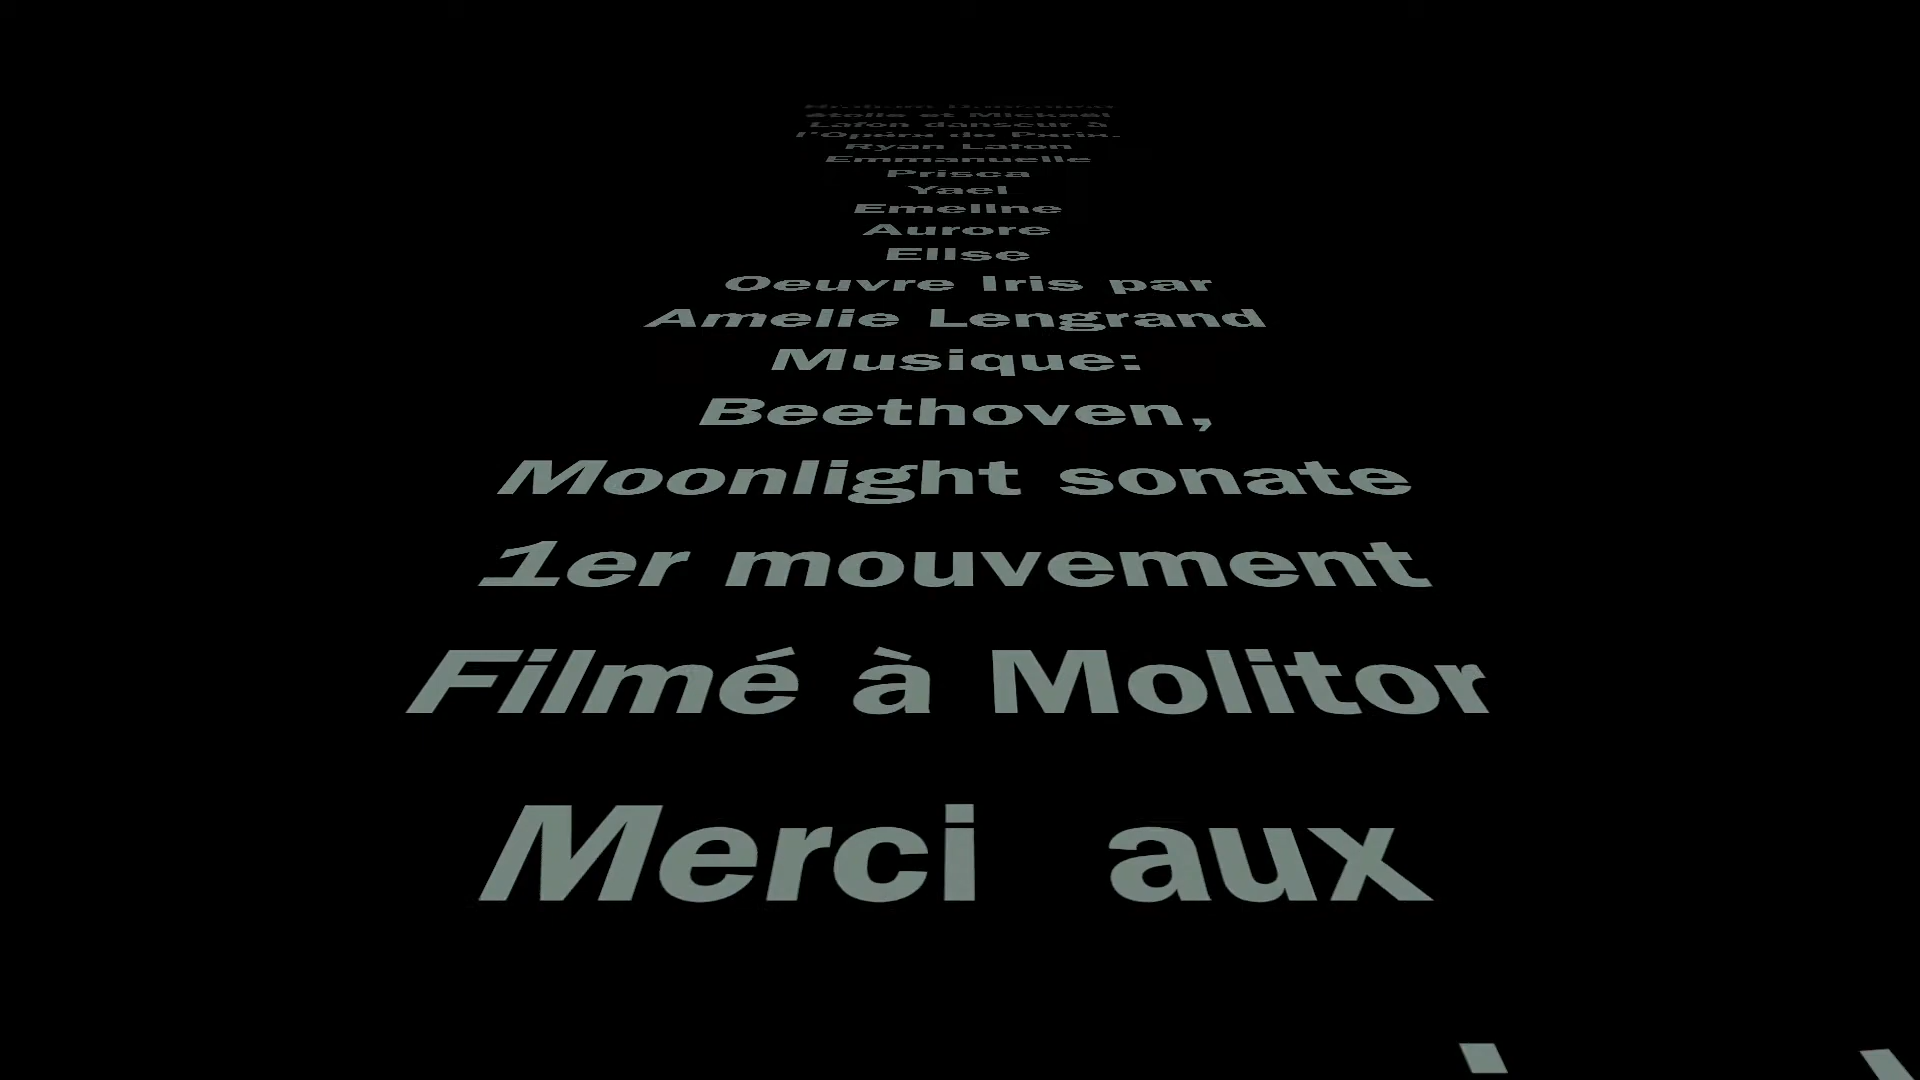 étoile et Mickaël
Lafon danseur à
l'Opéra de Paris.
Ryan Lafon
Emmanuelle
Prisca
Yael
Emeline
Aurore
Elise
Oeuvre Iris par
Amelie Lengrand
Musique:
Beethoven,
Moonlight sonate
1er mouvement
Filmé à Molitor
Merci aux